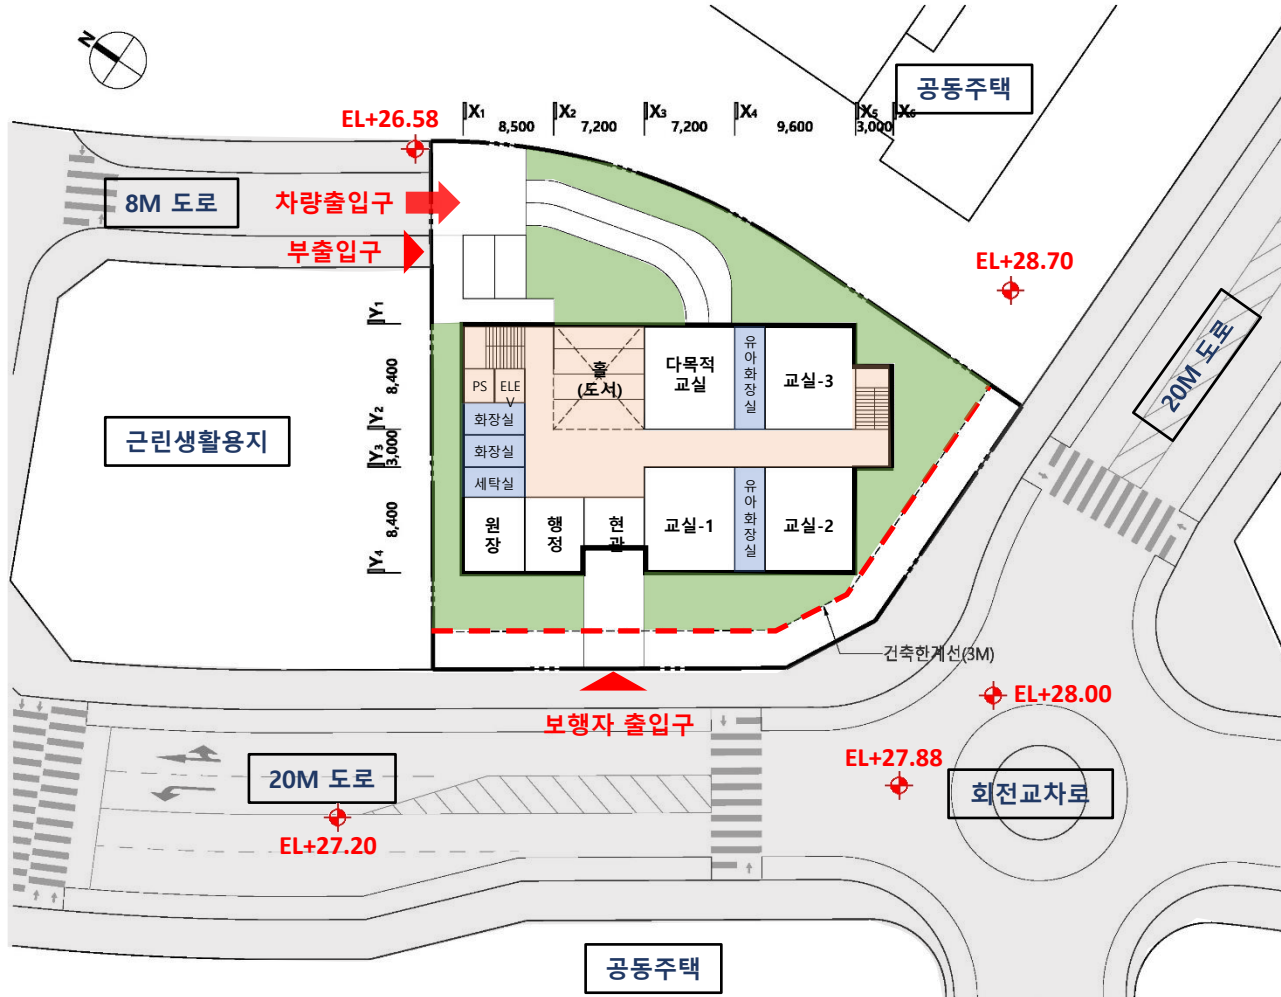 N
공동주택
X₁
X₂
X₃
X₄
X₅
X₆
8,500
7,200
7,200
9,600
3,000
EL+26.58
8M 도로
차량출입구
부출입구
EL+28.70
20M 도로
Y₁
8,400
Y₂
3,000
Y₃
8,400
Y₄
근린생활용지
PS
ELE
V
홀
(도서)
다목적
교실
유아화장실
교실-3
화장실
화장실
세탁실
원장
행정
현관
교실-1
유아화장실
교실-2
건축한계선(3M)
보행자 출입구
EL+28.00
EL+27.88
20M 도로
회전교차로
EL+27.20
공동주택